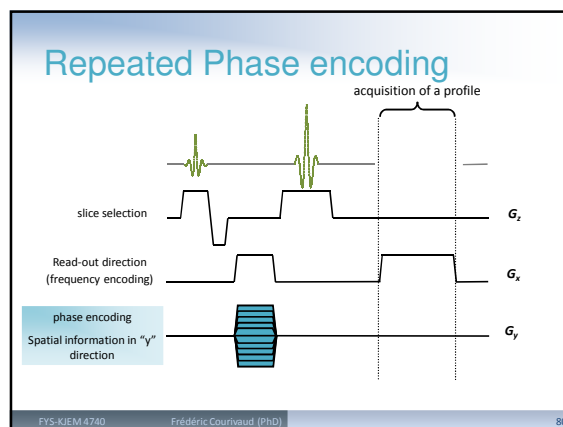 Repeated Phase encoding
acquisition of a profile
slice selection
Gz
Read-out direction
(frequency encoding)
Gx
phase encoding
Spatial information in “y”
direction
Gy
FYS-KJEM 4740 Frédéric Courivaud (PhD)